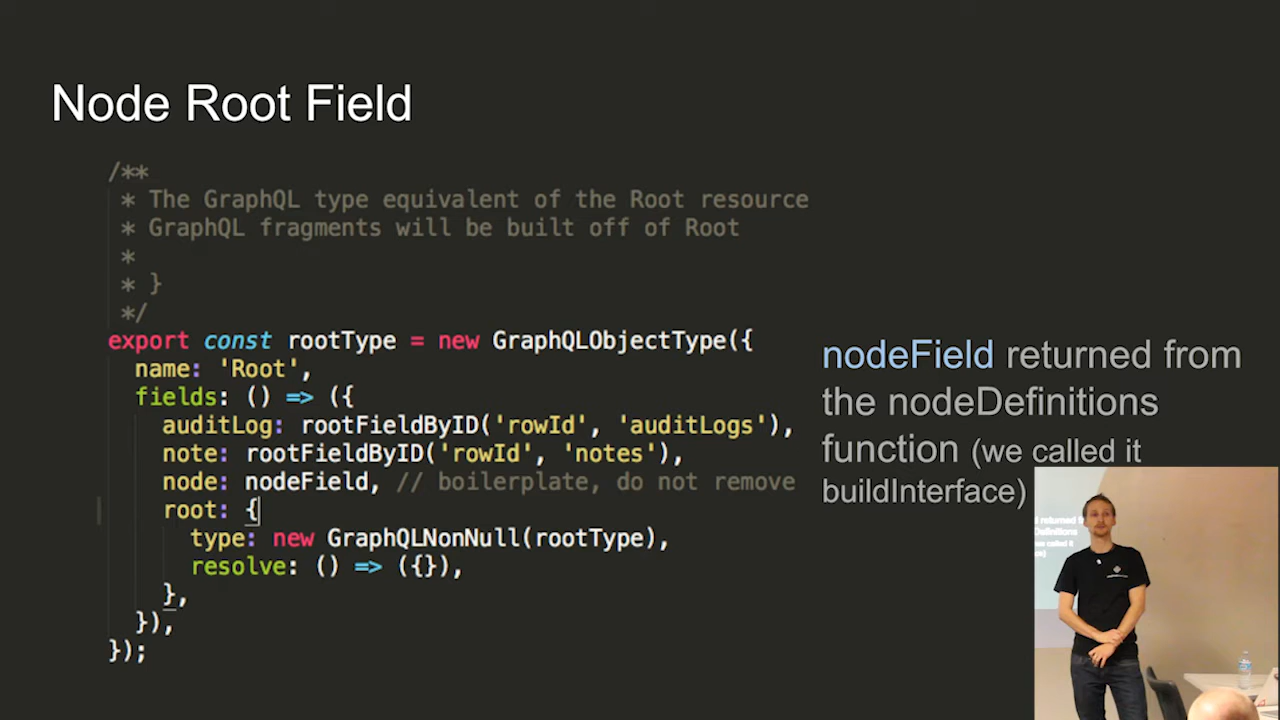 Node Root Field
/**
* The GraphQL type equivalent of the Root resource
* GraphQL fragments will be built off of Root
*
* }
*/
export const rootType = new GraphQLObjectType({
name: 'Root',
fields: () => ({
auditLog: rootFieldByID('rowId', 'auditLogs'),
note: rootFieldByID('rowId', 'notes'),
node: nodeField, // boilerplate, do not remove
root: {
type: new GraphQLNonNull(rootType),
resolve: () => ({}),
},
}),
});
nodeField returned from
the nodeDefinitions
function (we called it
buildInterface)